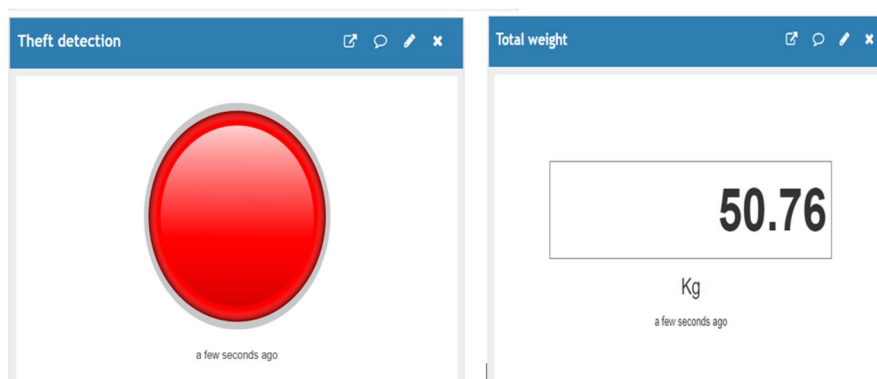 Theft detection
a few seconds ago
Total weight
50.76
Kg
a few seconds ago